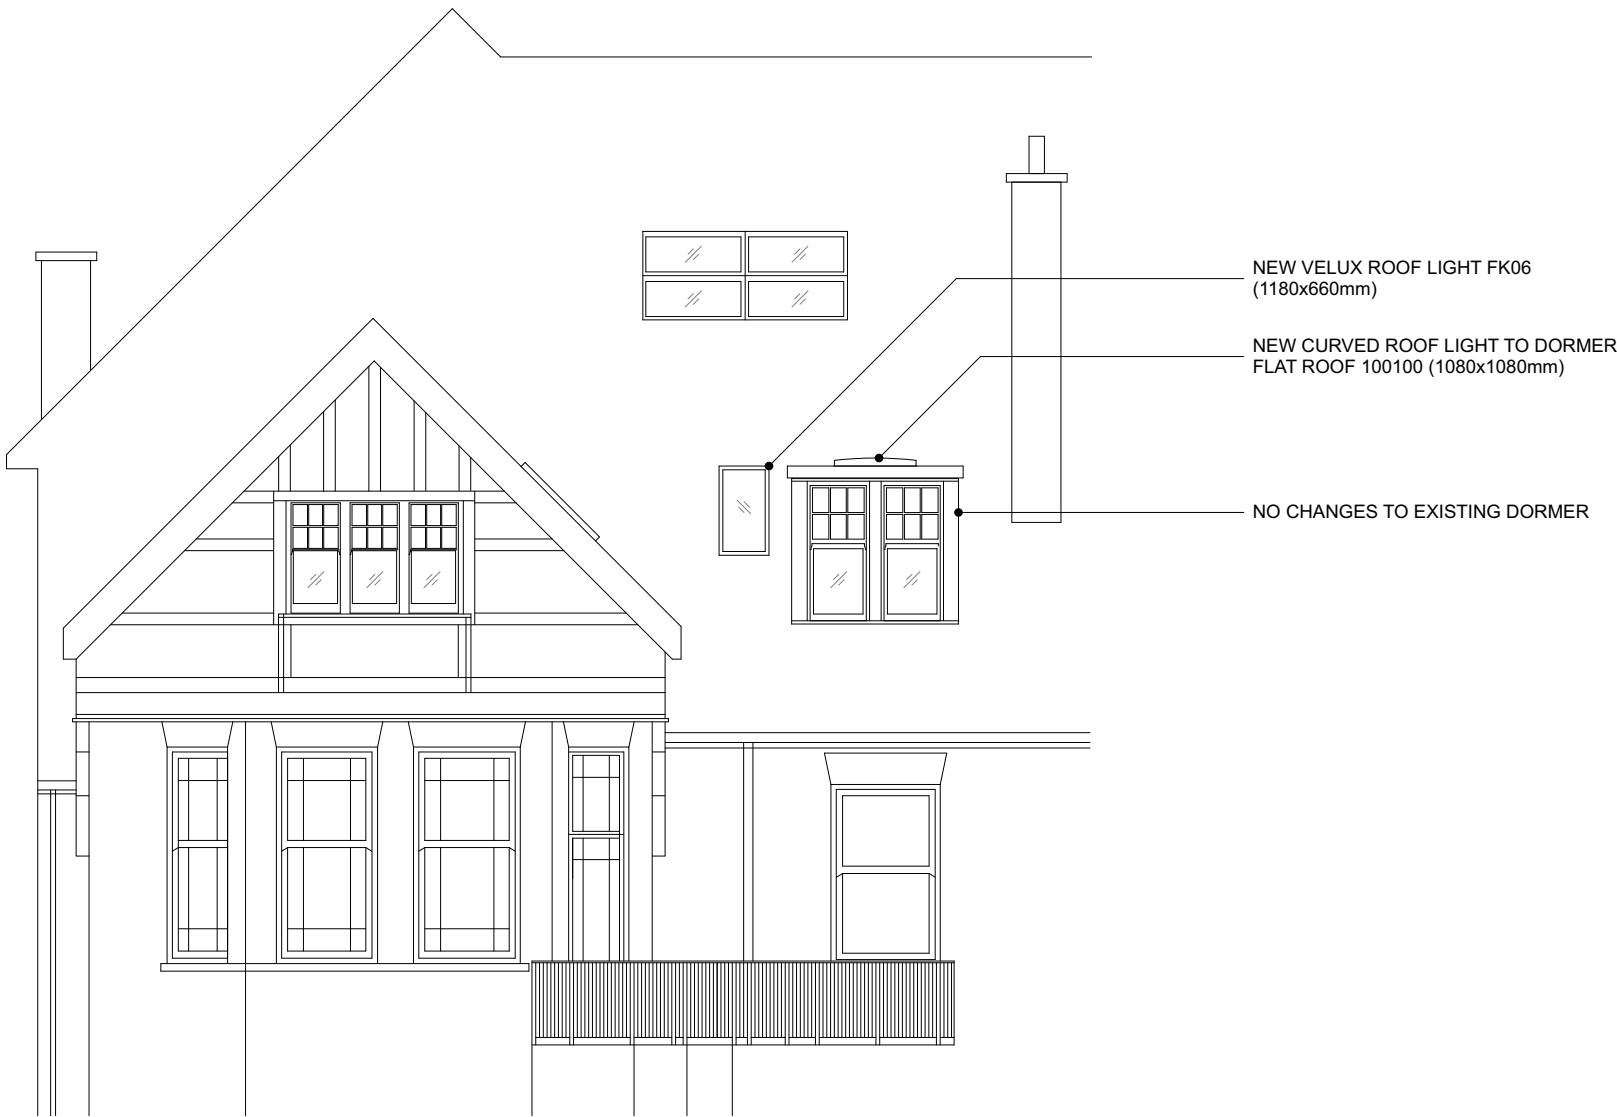 NEW VELUX ROOF LIGHT FK06
(1180x660mm)
NEW CURVED ROOF LIGHT TO DORMER
FLAT ROOF 100100 (1080x1080mm)
NO CHANGES TO EXISTING DORMER